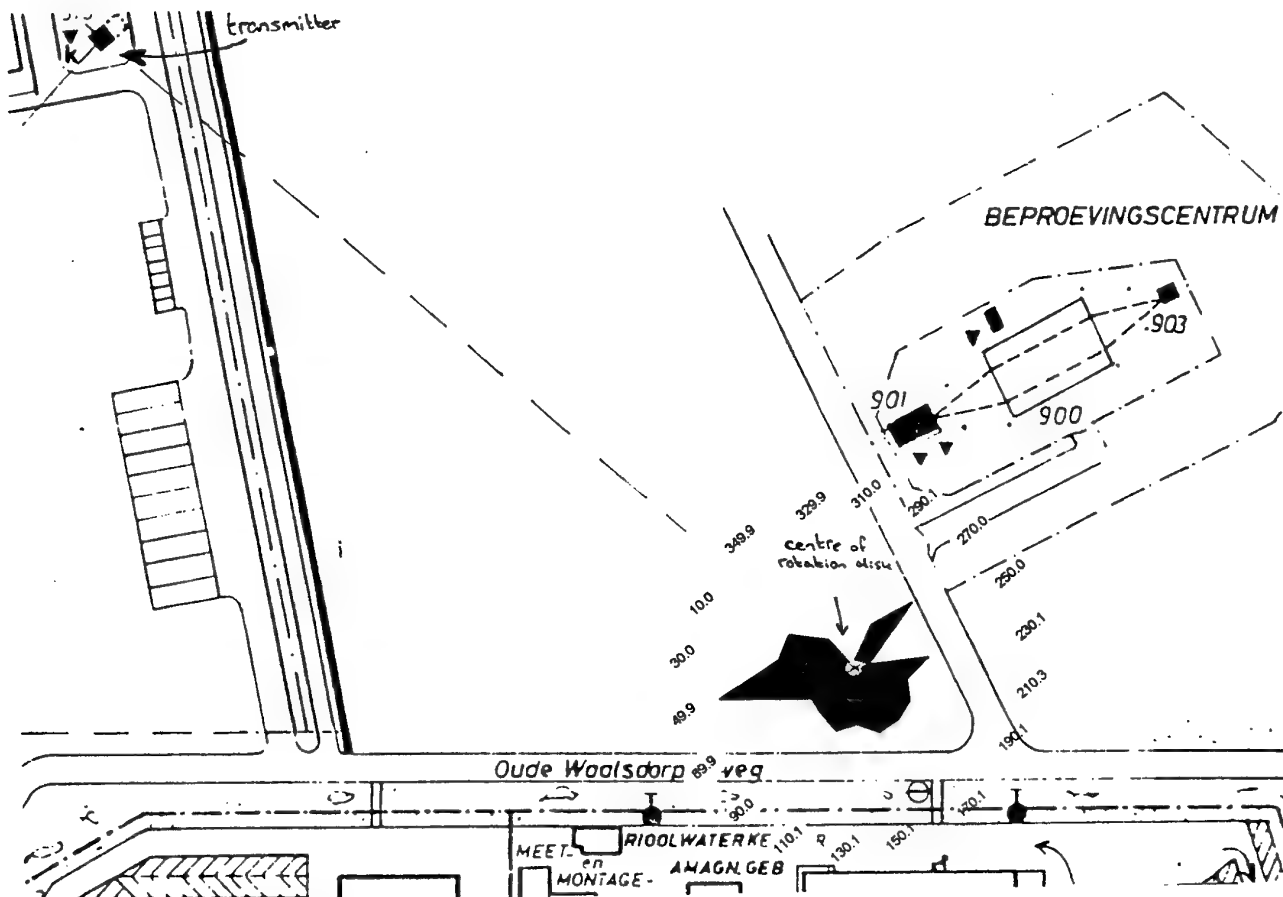 transmitter
K
BEPROEVINGSCENTRUM
903
901
900
290.1
310.0
329.9
349.9
270.0
centre of
rotation disk
250.0
10.0
230.1
30.0
210.3
49.9
190.1
Oude Waalsdorp veg
69.9
170.1
90.0
RIOOLWATERKE
110.1
P
130.1
150.1
MEET-
en
MONTAGE-
AMAGN. GEB